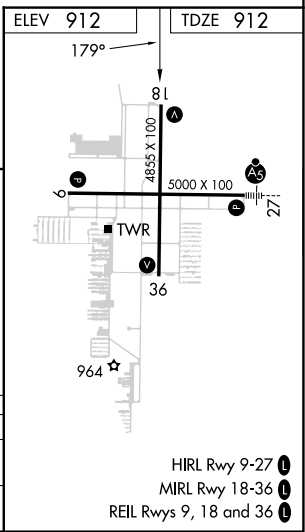 ELEV 912
TDZE 912
179°
18
V
4855 X 100
5000 X 100
A5
P
9
P
27
TWR
V
36
964
HIRL Rwy 9-27 L
MIRL Rwy 18-36 L
REIL Rwys 9, 18 and 36 L